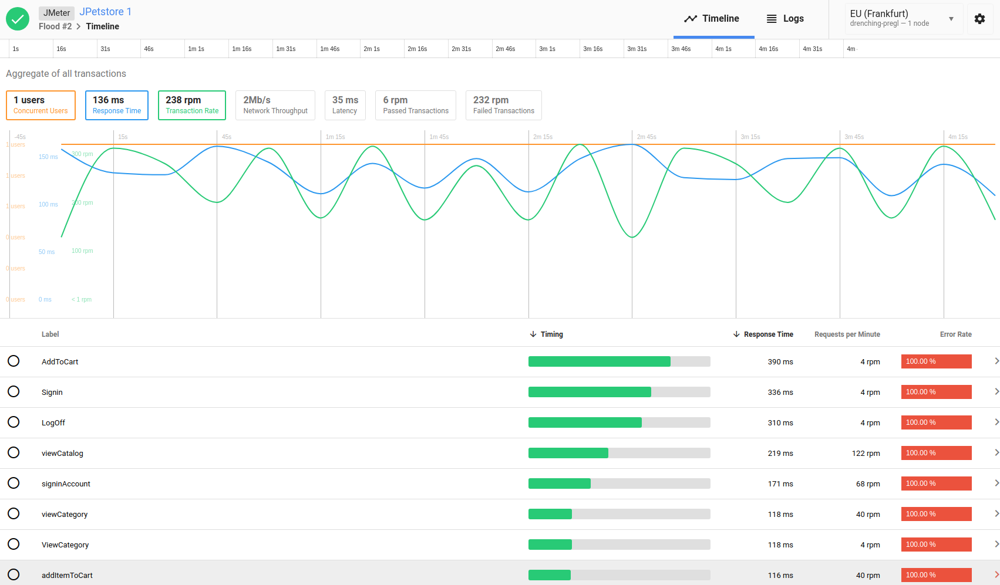 JMeter JPetstore 1
Flood #2 > Timeline
Timeline
Logs
EU (Frankfurt)
drenching-pregl — 1 node
1s 16s 31s 46s 1m 1s 1m 16s 1m 31s 1m 46s 2m 1s 2m 16s 2m 31s 2m 46s 3m 1s 3m 16s 3m 31s 3m 46s 4m 1s 4m 16s 4m 31s 4m
Aggregate of all transactions
1 users
Concurrent Users
136 ms
Response Time
238 rpm
Transaction Rate
2Mb/s
Network Throughput
35 ms
Latency
6 rpm
Passed Transactions
232 rpm
Failed Transactions
-45s 15s 45s 1m 15s 1m 45s 2m 15s 2m 45s 3m 15s 3m 45s 4m 15s
1 users
150 ms 300 rpm
1 users
100 ms 200 rpm
1 users
0 users
50 ms 100 rpm
0 users
0 users 0 ms < 1 rpm
Label Timing Response Time Requests per Minute Error Rate
AddToCart 390 ms 4 rpm 100.00 %
Signin 336 ms 4 rpm 100.00 %
LogOff 310 ms 4 rpm 100.00 %
viewCatalog 219 ms 122 rpm 100.00 %
signinAccount 171 ms 68 rpm 100.00 %
viewCategory 118 ms 40 rpm 100.00 %
ViewCategory 118 ms 4 rpm 100.00 %
addItemToCart 116 ms 40 rpm 100.00 %